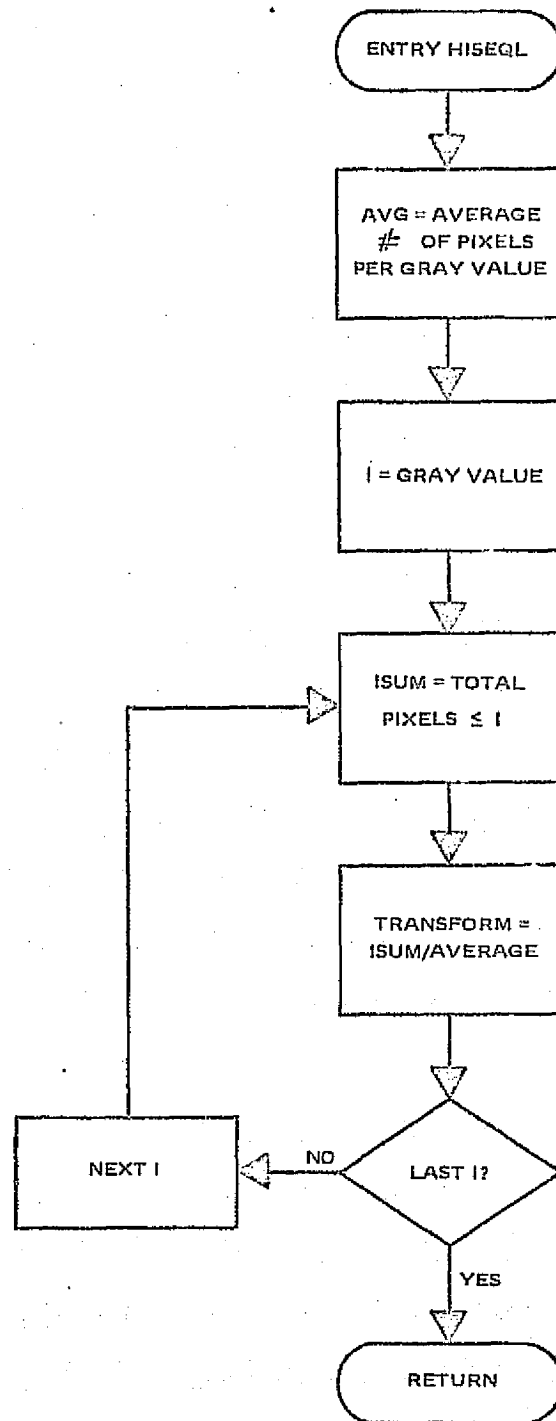 ENTRY HISEQL
AVG = AVERAGE
# OF PIXELS
PER GRAY VALUE
I = GRAY VALUE
ISUM = TOTAL
PIXELS ≤ I
TRANSFORM =
ISUM/AVERAGE
LAST I?
NO
NEXT I
YES
RETURN